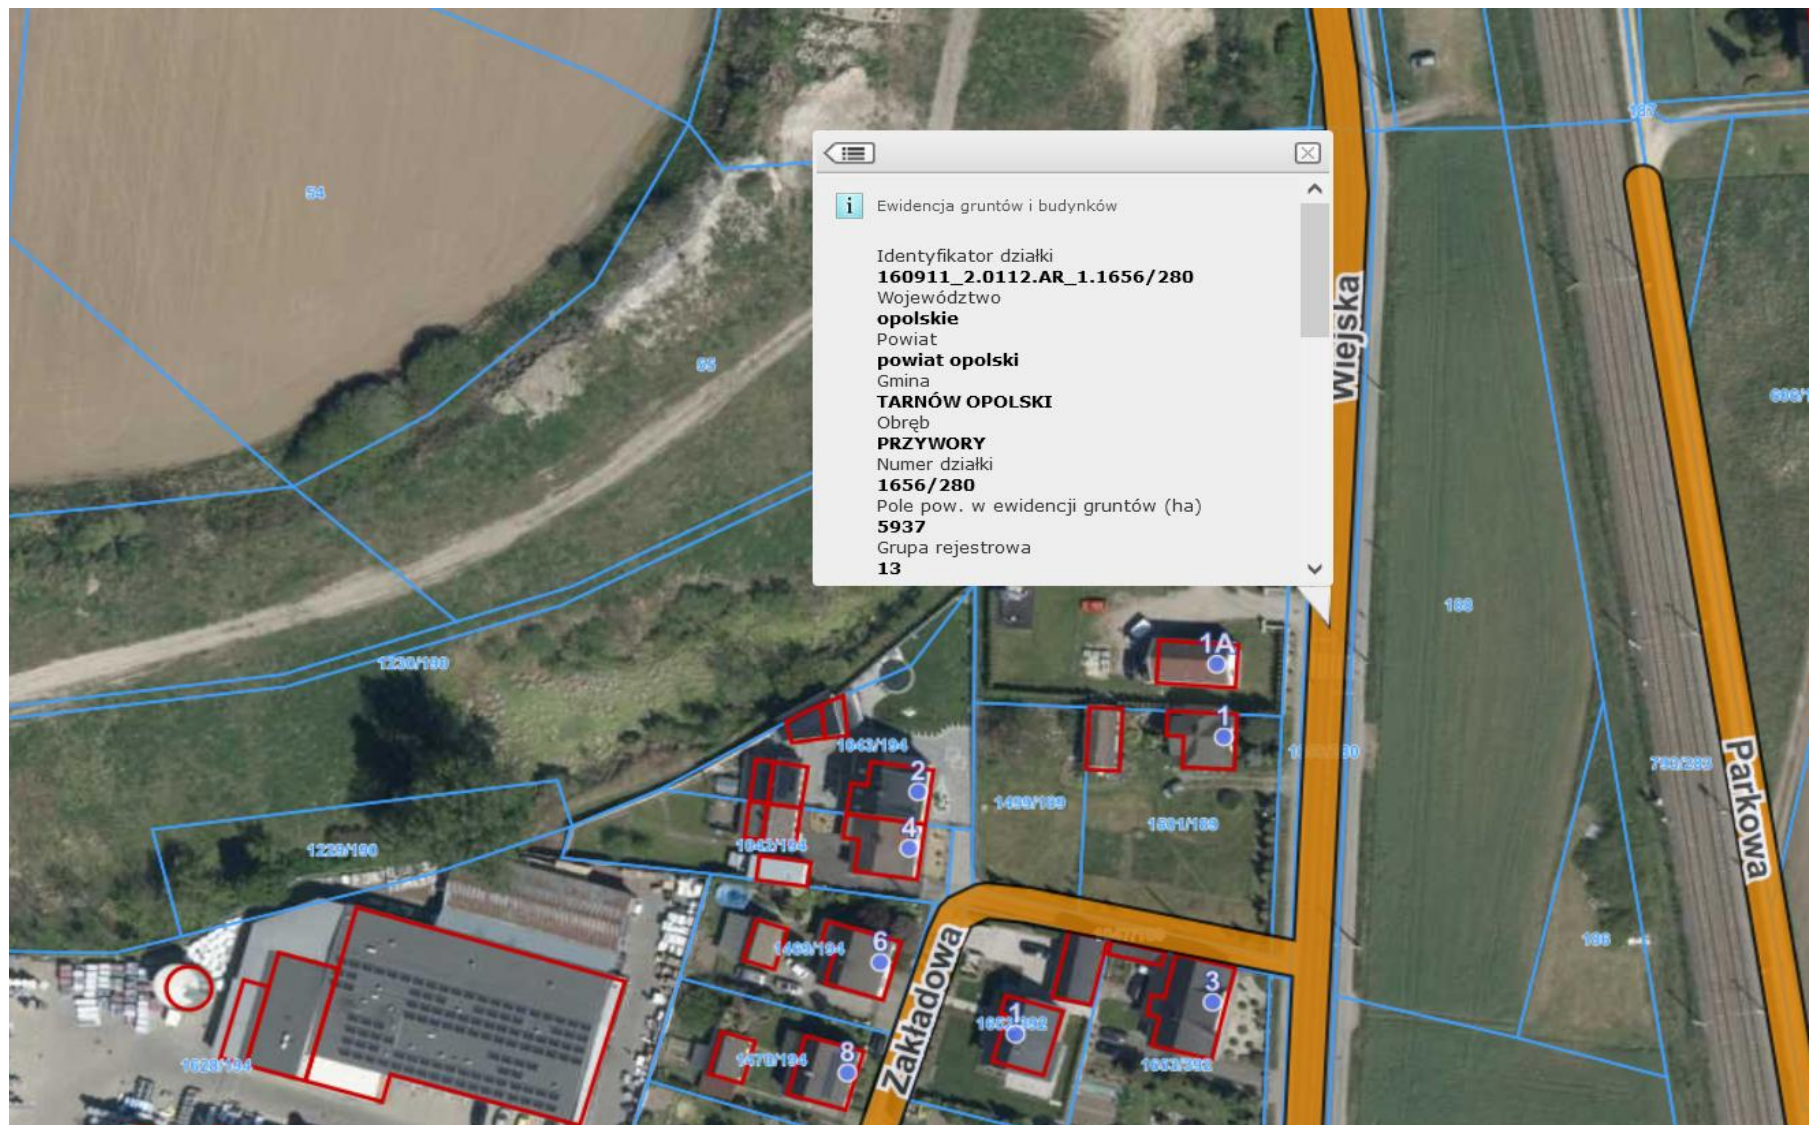 187
54
Ewidencja gruntów i budynków
Identyfikator działki
160911_2.0112.AR_1.1656/280
Województwo
opolskie
Powiat
powiat opolski
Gmina
TARNÓW OPOLSKI
Obręb
PRZYWORY
Numer działki
1656/280
Pole pow. w ewidencji gruntów (ha)
5937
Grupa rejestrowa
13
Wiejska
55
188
1230/190
1A
1
1643/194
2
Parkowa
790/283
1499/189
1501/189
4
1642/194
1229/190
6
1469/194
186
Zakładowa
3
1
1628/194
1470/194
8
1653/392